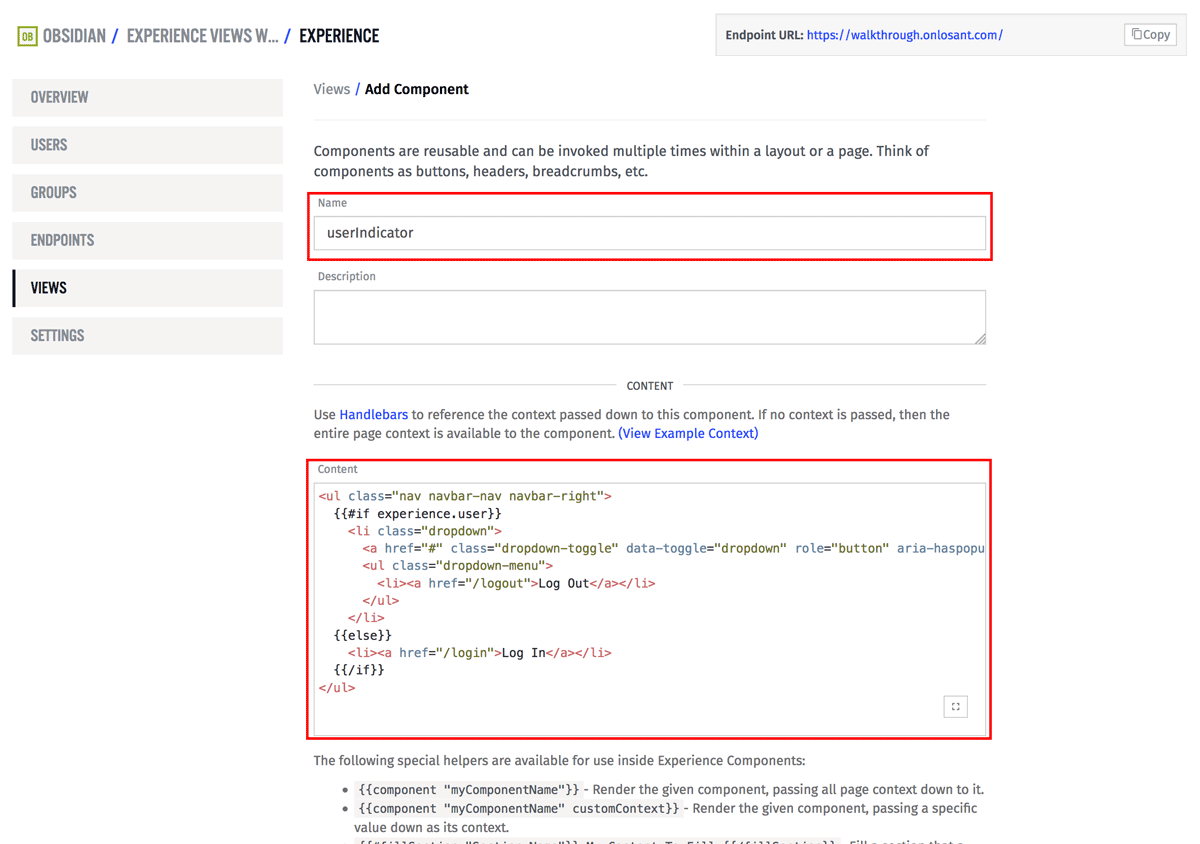 OB OBSIDIAN / EXPERIENCE VIEWS W... / EXPERIENCE
Endpoint URL: https://walkthrough.onlosant.com/ Copy
OVERVIEW
USERS
GROUPS
ENDPOINTS
VIEWS
SETTINGS
Views / Add Component
Components are reusable and can be invoked multiple times within a layout or a page. Think of
components as buttons, headers, breadcrumbs, etc.
Name
userIndicator
Description
CONTENT
Use Handlebars to reference the context passed down to this component. If no context is passed, then the
entire page context is available to the component. (View Example Context)
Content
<ul class="nav navbar-nav navbar-right">
  {{#if experience.user}}
    <li class="dropdown">
      <a href="#" class="dropdown-toggle" data-toggle="dropdown" role="button" aria-haspopu
      <ul class="dropdown-menu">
        <li><a href="/logout">Log Out</a></li>
      </ul>
    </li>
  {{else}}
    <li><a href="/login">Log In</a></li>
  {{/if}}
</ul>
The following special helpers are available for use inside Experience Components:
• {{component "myComponentName"}} - Render the given component, passing all page context down to it.
• {{component "myComponentName" customContext}} - Render the given component, passing a specific
value down as its context.